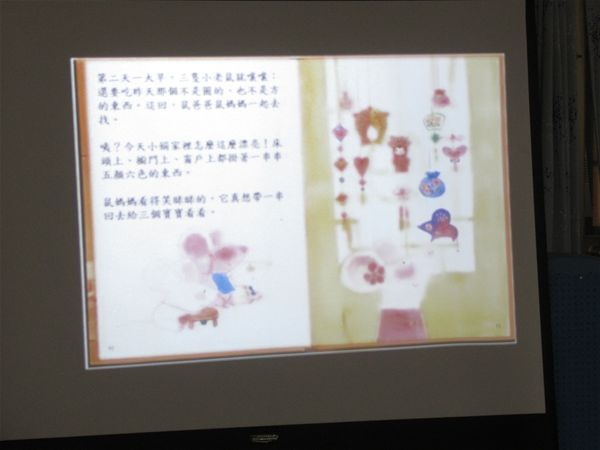 第二天一大早，三隻小老鼠就嚷嚷：
還要吃昨天那個不是圓的，也不是方
的東西。這回，鼠爸爸鼠媽媽一起去
找。
咦？今天小貓家裡怎麼這麼漂亮！床
頭上、櫥門上、窗戶上都掛著一串串
五顏六色的東西。
鼠媽媽看得笑瞇瞇的，它真想帶一串
回去給三個寶寶看看。